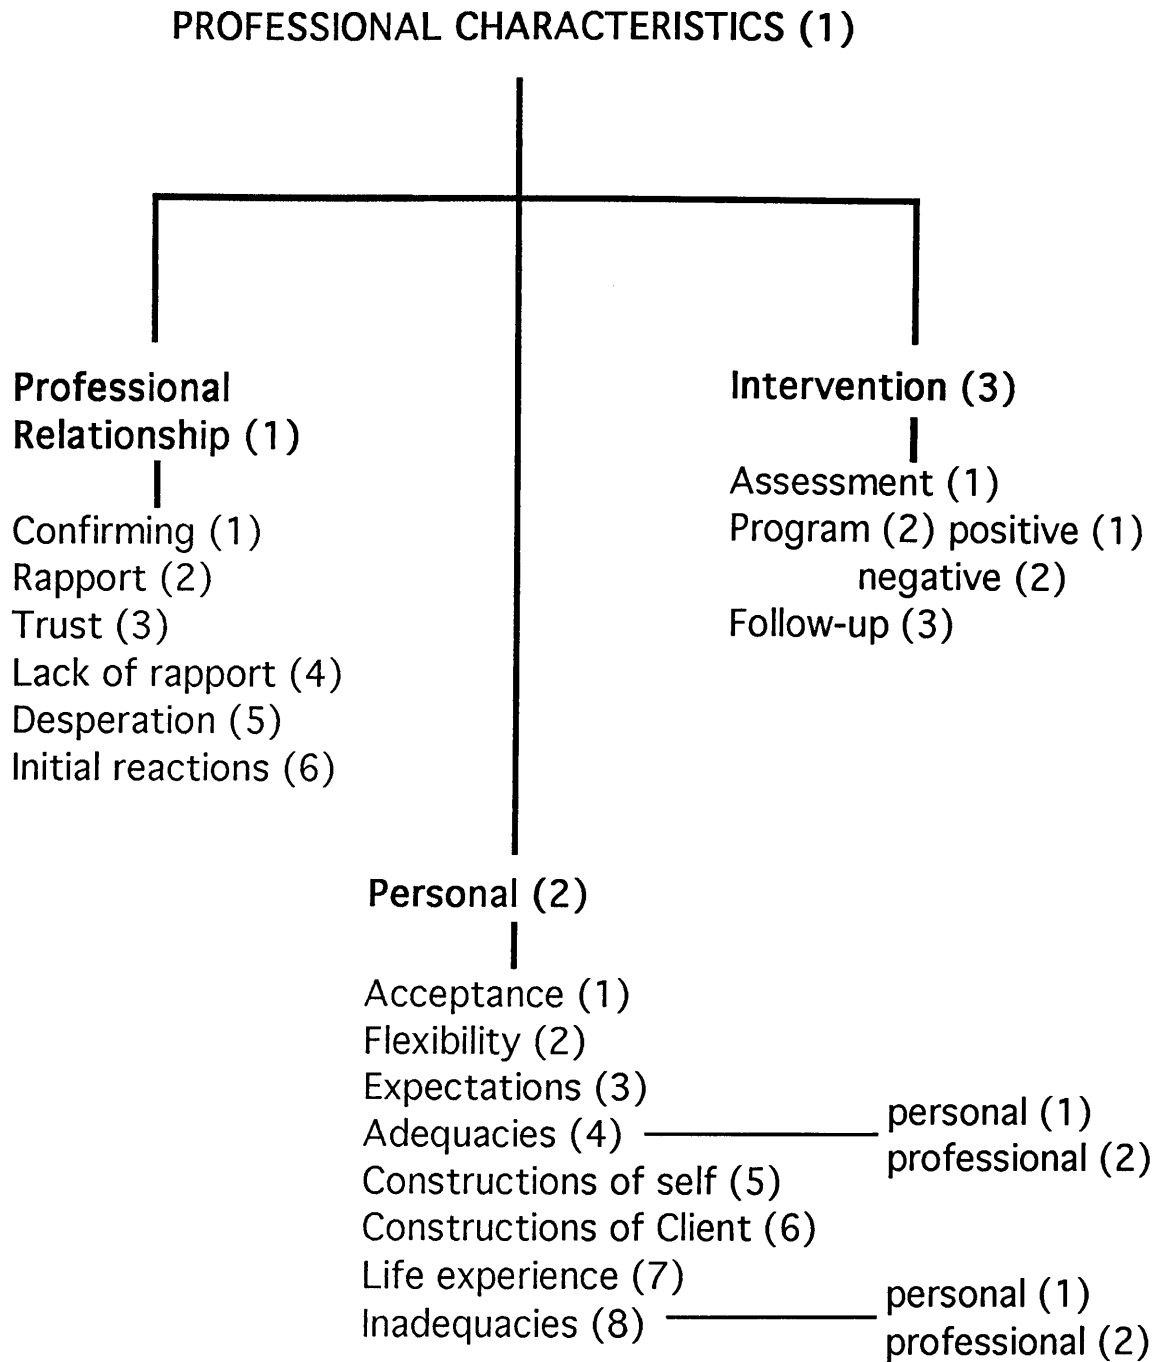 PROFESSIONAL CHARACTERISTICS (1)
Professional
Relationship (1)
Confirming (1)
Rapport (2)
Trust (3)
Lack of rapport (4)
Desperation (5)
Initial reactions (6)
Intervention (3)
Assessment (1)
Program (2) positive (1)
negative (2)
Follow-up (3)
Personal (2)
Acceptance (1)
Flexibility (2)
Expectations (3)
Adequacies (4)
personal (1)
professional (2)
Constructions of self (5)
Constructions of Client (6)
Life experience (7)
Inadequacies (8)
personal (1)
professional (2)